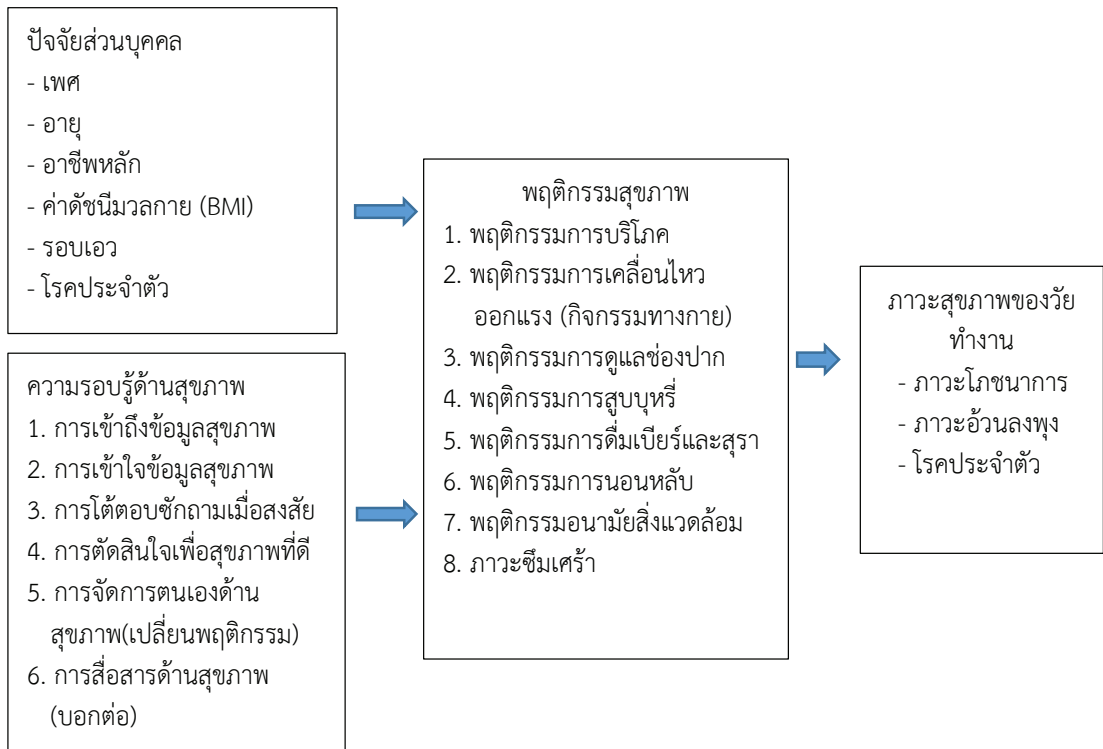 ปัจจัยส่วนบุคคล
- เพศ
- อายุ
- อาชีพหลัก
- ค่าดัชนีมวลกาย (BMI)
- รอบเอว
- โรคประจำตัว
ความรอบรู้ด้านสุขภาพ
1. การเข้าถึงข้อมูลสุขภาพ
2. การเข้าใจข้อมูลสุขภาพ
3. การโต้ตอบซักถามเมื่อสงสัย
4. การตัดสินใจเพื่อสุขภาพที่ดี
5. การจัดการตนเองด้าน
สุขภาพ(เปลี่ยนพฤติกรรม)
6. การสื่อสารด้านสุขภาพ
(บอกต่อ)
พฤติกรรมสุขภาพ
1. พฤติกรรมการบริโภค
2. พฤติกรรมการเคลื่อนไหว
ออกแรง (กิจกรรมทางกาย)
3. พฤติกรรมการดูแลช่องปาก
4. พฤติกรรมการสูบบุหรี่
5. พฤติกรรมการดื่มเบียร์และสุรา
6. พฤติกรรมการนอนหลับ
7. พฤติกรรมอนามัยสิ่งแวดล้อม
8. ภาวะซึมเศร้า
ภาวะสุขภาพของวัย
ทำงาน
- ภาวะโภชนาการ
- ภาวะอ้วนลงพุง
- โรคประจำตัว